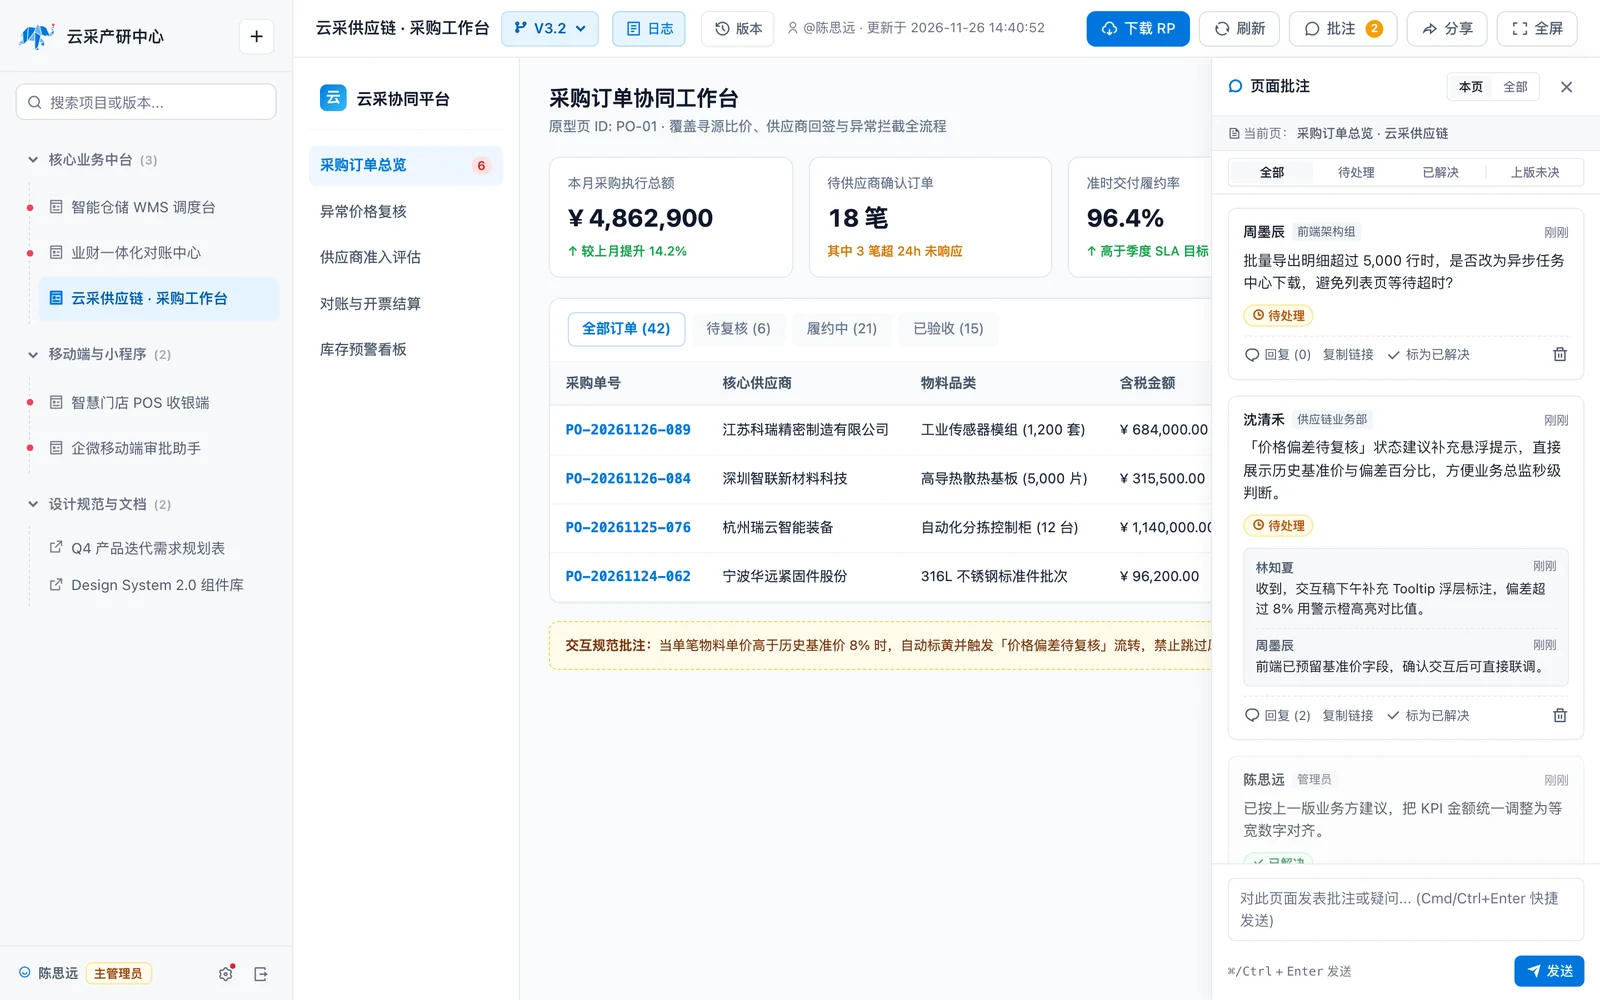 云采产研中心
搜索项目或版本...
核心业务中台 (3)
智能仓储 WMS 调度台
业财一体化对账中心
云采供应链 · 采购工作台
移动端与小程序 (2)
智慧门店 POS 收银端
企微移动端审批助手
设计规范与文档 (2)
Q4 产品迭代需求规划表
Design System 2.0 组件库
陈思远 主管理员
云采供应链 · 采购工作台 V3.2 日志 版本 @陈思远 · 更新于 2026-11-26 14:40:52 下载 RP 刷新 批注 2 分享 全屏
云 云采协同平台
采购订单总览 6
异常价格复核
供应商准入评估
对账与开票结算
库存预警看板
采购订单协同工作台
原型页 ID: PO-01 · 覆盖寻源比价、供应商回签与异常拦截全流程
本月采购执行总额
¥ 4,862,900
↑ 较上月提升 14.2%
待供应商确认订单
18 笔
其中 3 笔超 24h 未响应
准时交付履约率
96.4%
↑ 高于季度 SLA 目标
全部订单 (42) 待复核 (6) 履约中 (21) 已验收 (15)
采购单号 核心供应商 物料品类 含税金额
PO-20261126-089 江苏科瑞精密制造有限公司 工业传感器模组 (1,200 套) ¥ 684,000.00
PO-20261126-084 深圳智联新材料科技 高导热散热基板 (5,000 片) ¥ 315,500.00
PO-20261125-076 杭州瑞云智能装备 自动化分拣控制柜 (12 台) ¥ 1,140,000.00
PO-20261124-062 宁波华远紧固件股份 316L 不锈钢标准件批次 ¥ 96,200.00
交互规范批注：当单笔物料单价高于历史基准价 8% 时，自动标黄并触发「价格偏差待复核」流转，禁止跳过
页面批注 本页 全部
当前页： 采购订单总览 · 云采供应链
全部 待处理 已解决 上版未决
周墨辰 前端架构组 刚刚
批量导出明细超过 5,000 行时，是否改为异步任务
中心下载，避免列表页等待超时?
待处理
回复 (0) 复制链接 标为已解决
沈清禾 供应链业务部 刚刚
「价格偏差待复核」状态建议补充悬浮提示，直接
展示历史基准价与偏差百分比，方便业务总监秒级
判断。
待处理
林知夏 刚刚
收到，交互稿下午补充 Tooltip 浮层标注，偏差超
过 8% 用警示橙高亮对比值。
周墨辰 刚刚
前端已预留基准价字段，确认交互后可直接联调。
回复 (2) 复制链接 标为已解决
陈思远 管理员 刚刚
已按上一版业务方建议，把 KPI 金额统一调整为等
宽数字对齐。
已解决
对此页面发表批注或疑问... (Cmd/Ctrl+Enter 快捷
发送)
⌘/Ctrl + Enter 发送 发送